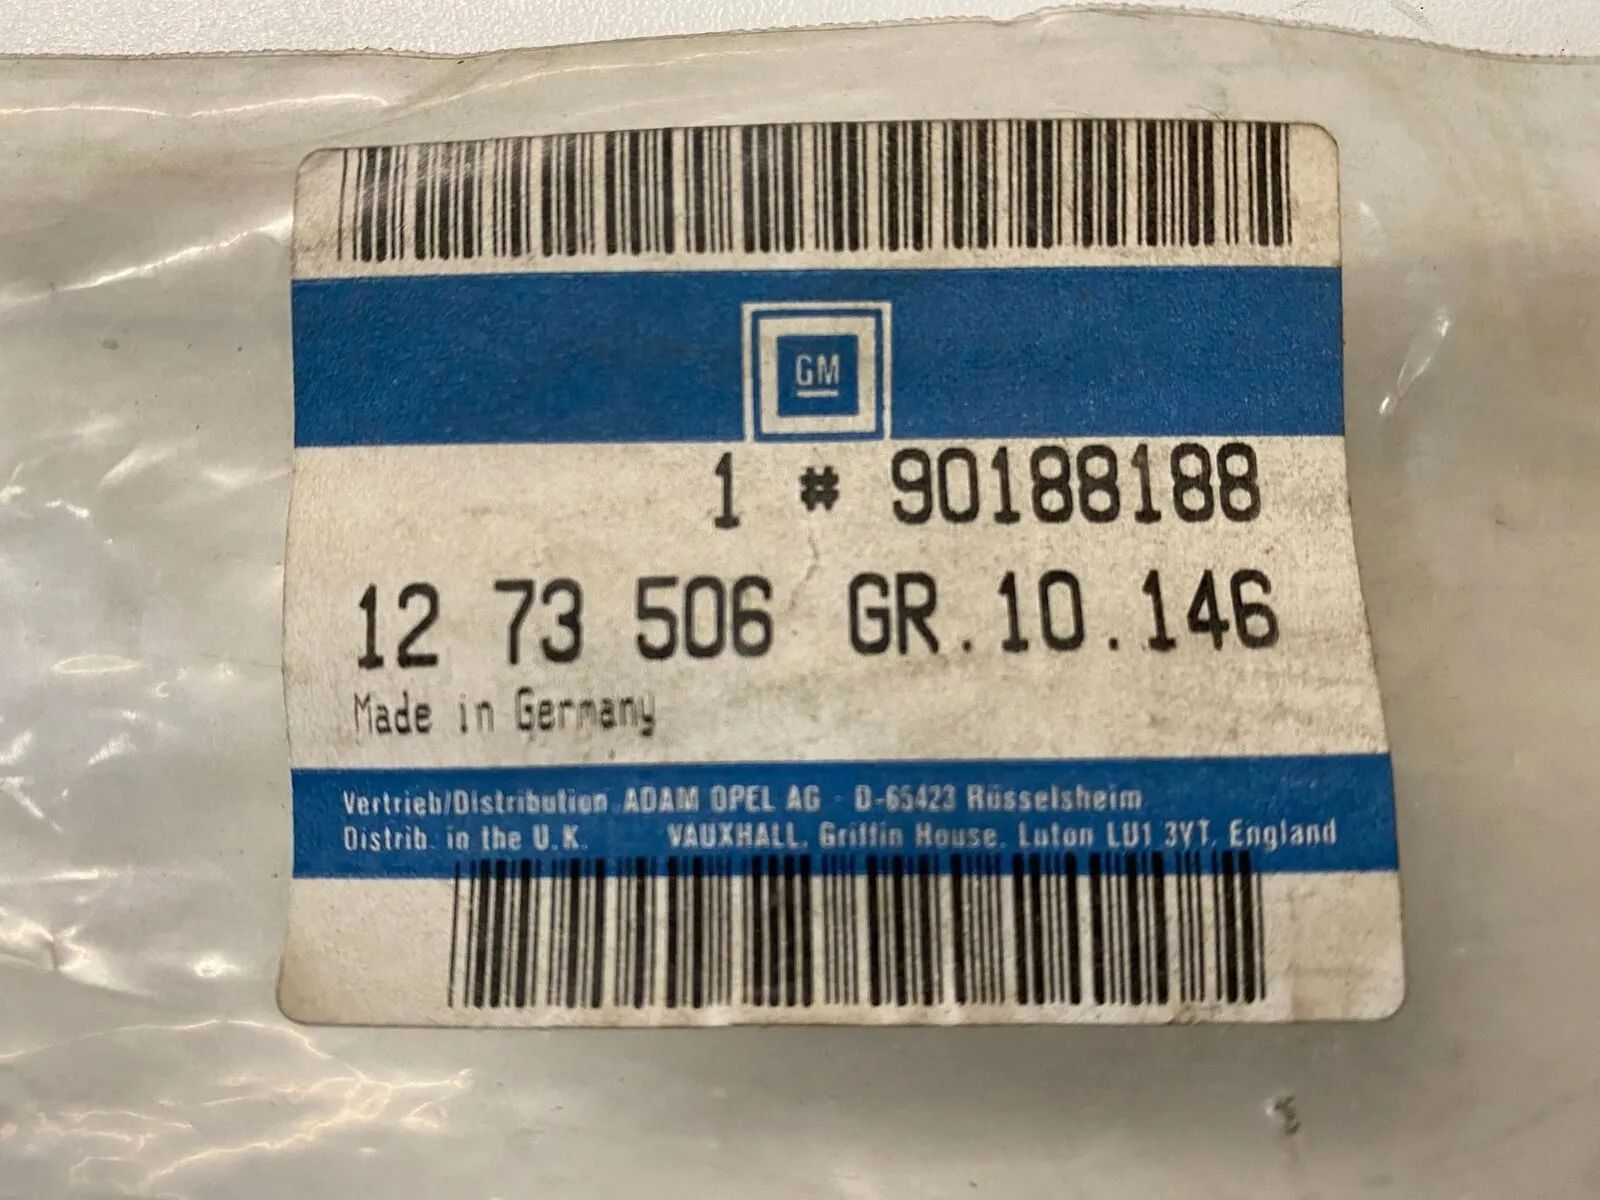 GM
1 # 90188188
12 73 506 GR.10.146
Made in Germany
Vertrieb/Distribution ADAM OPEL AG - D-65423 Rüsselsheim
Distrib. in the U.K. VAUXHALL, Griffin House, Luton LU1 3YT, England